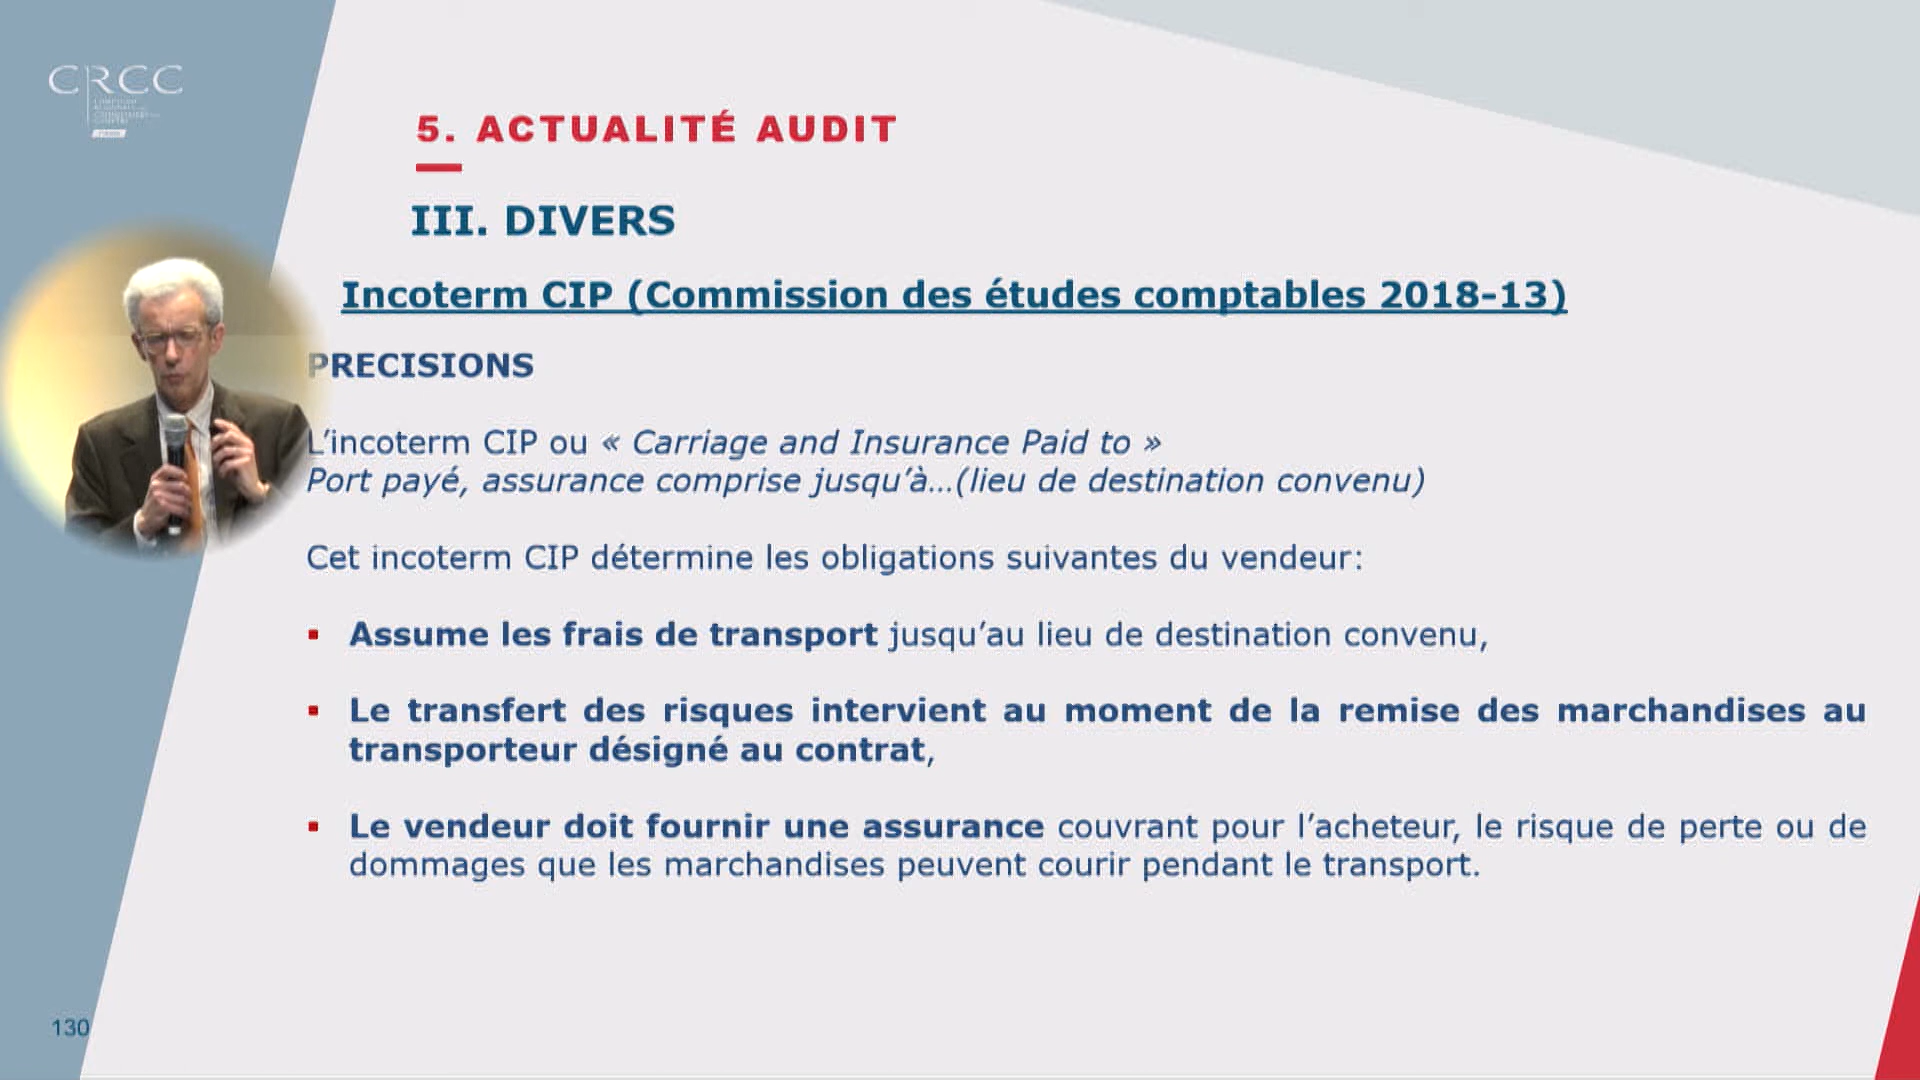 CRCC
5. ACTUALITÉ AUDIT
III. DIVERS
Incoterm CIP (Commission des études comptables 2018-13)
PRECISIONS
L’incoterm CIP ou « Carriage and Insurance Paid to »
Port payé, assurance comprise jusqu’à...(lieu de destination convenu)
Cet incoterm CIP détermine les obligations suivantes du vendeur:
▪ Assume les frais de transport jusqu’au lieu de destination convenu,
▪ Le transfert des risques intervient au moment de la remise des marchandises au
transporteur désigné au contrat,
▪ Le vendeur doit fournir une assurance couvrant pour l’acheteur, le risque de perte ou de
dommages que les marchandises peuvent courir pendant le transport.
130